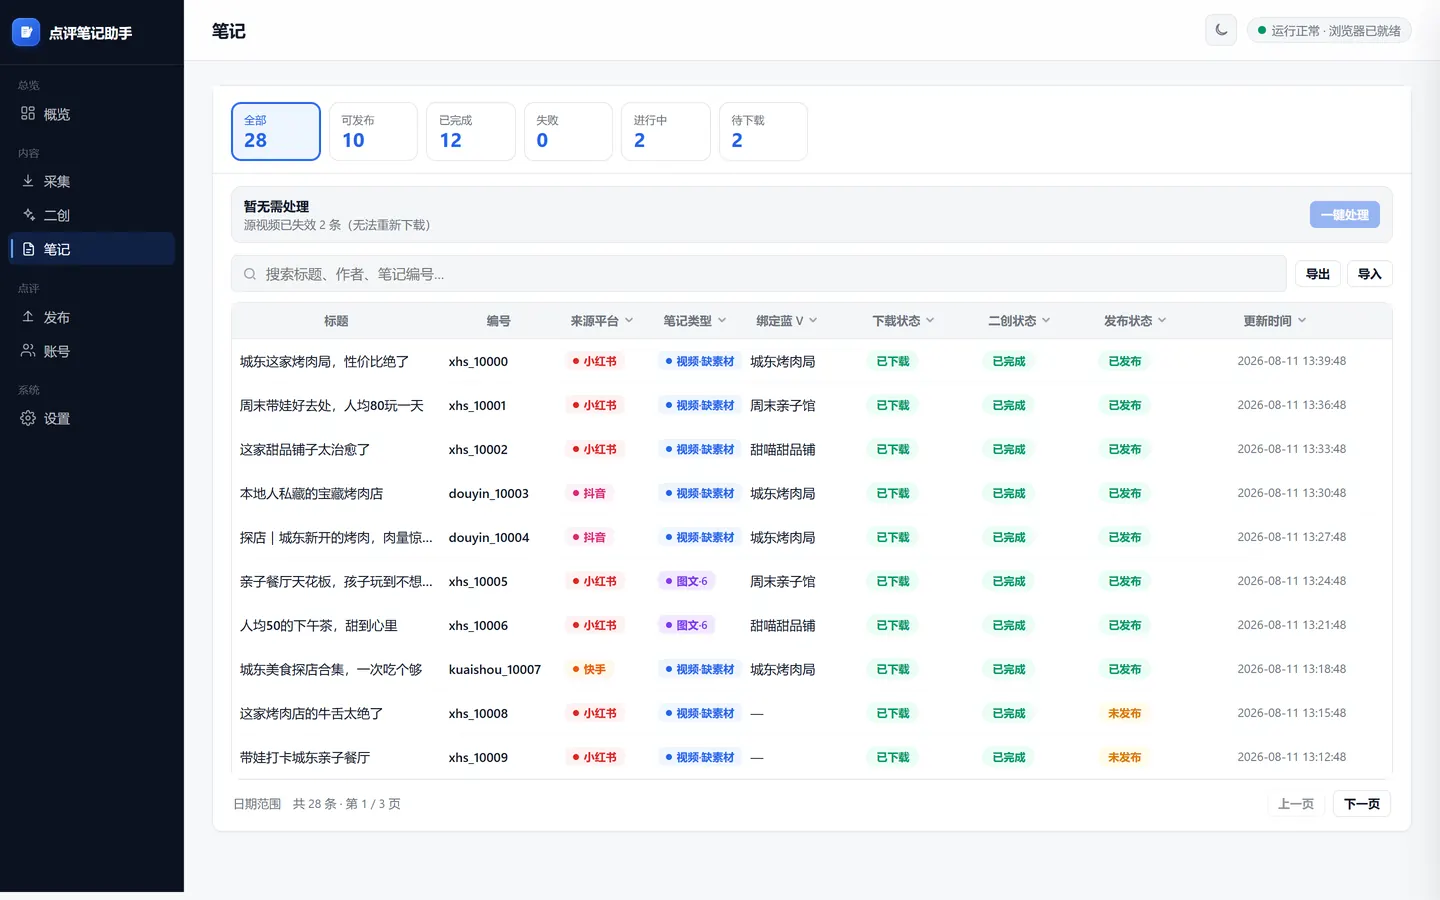 点评笔记助手
总览
概览
内容
采集
二创
笔记
点评
发布
账号
系统
设置
笔记
运行正常 · 浏览器已就绪
全部
28
可发布
10
已完成
12
失败
0
进行中
2
待下载
2
暂无需处理
源视频已失效 2 条（无法重新下载）
一键处理
搜索标题、作者、笔记编号...
导出
导入
标题 编号 来源平台 笔记类型 绑定蓝 V 下载状态 二创状态 发布状态 更新时间
城东这家烤肉局，性价比绝了 xhs_10000 小红书 视频·缺素材 城东烤肉局 已下载 已完成 已发布 2026-08-11 13:39:48
周末带娃好去处，人均80玩一天 xhs_10001 小红书 视频·缺素材 周末亲子馆 已下载 已完成 已发布 2026-08-11 13:36:48
这家甜品铺子太治愈了 xhs_10002 小红书 视频·缺素材 甜喵甜品铺 已下载 已完成 已发布 2026-08-11 13:33:48
本地人私藏的宝藏烤肉店 douyin_10003 抖音 视频·缺素材 城东烤肉局 已下载 已完成 已发布 2026-08-11 13:30:48
探店 | 城东新开的烤肉，肉量惊... douyin_10004 抖音 视频·缺素材 城东烤肉局 已下载 已完成 已发布 2026-08-11 13:27:48
亲子餐厅天花板，孩子玩到不想... xhs_10005 小红书 图文·6 周末亲子馆 已下载 已完成 已发布 2026-08-11 13:24:48
人均50的下午茶，甜到心里 xhs_10006 小红书 图文·6 甜喵甜品铺 已下载 已完成 已发布 2026-08-11 13:21:48
城东美食探店合集，一次吃个够 kuaishou_10007 快手 视频·缺素材 城东烤肉局 已下载 已完成 已发布 2026-08-11 13:18:48
这家烤肉店的牛舌太绝了 xhs_10008 小红书 视频·缺素材 — 已下载 已完成 未发布 2026-08-11 13:15:48
带娃打卡城东亲子餐厅 xhs_10009 小红书 视频·缺素材 — 已下载 已完成 未发布 2026-08-11 13:12:48
日期范围 共 28 条 · 第 1 / 3 页
上一页
下一页